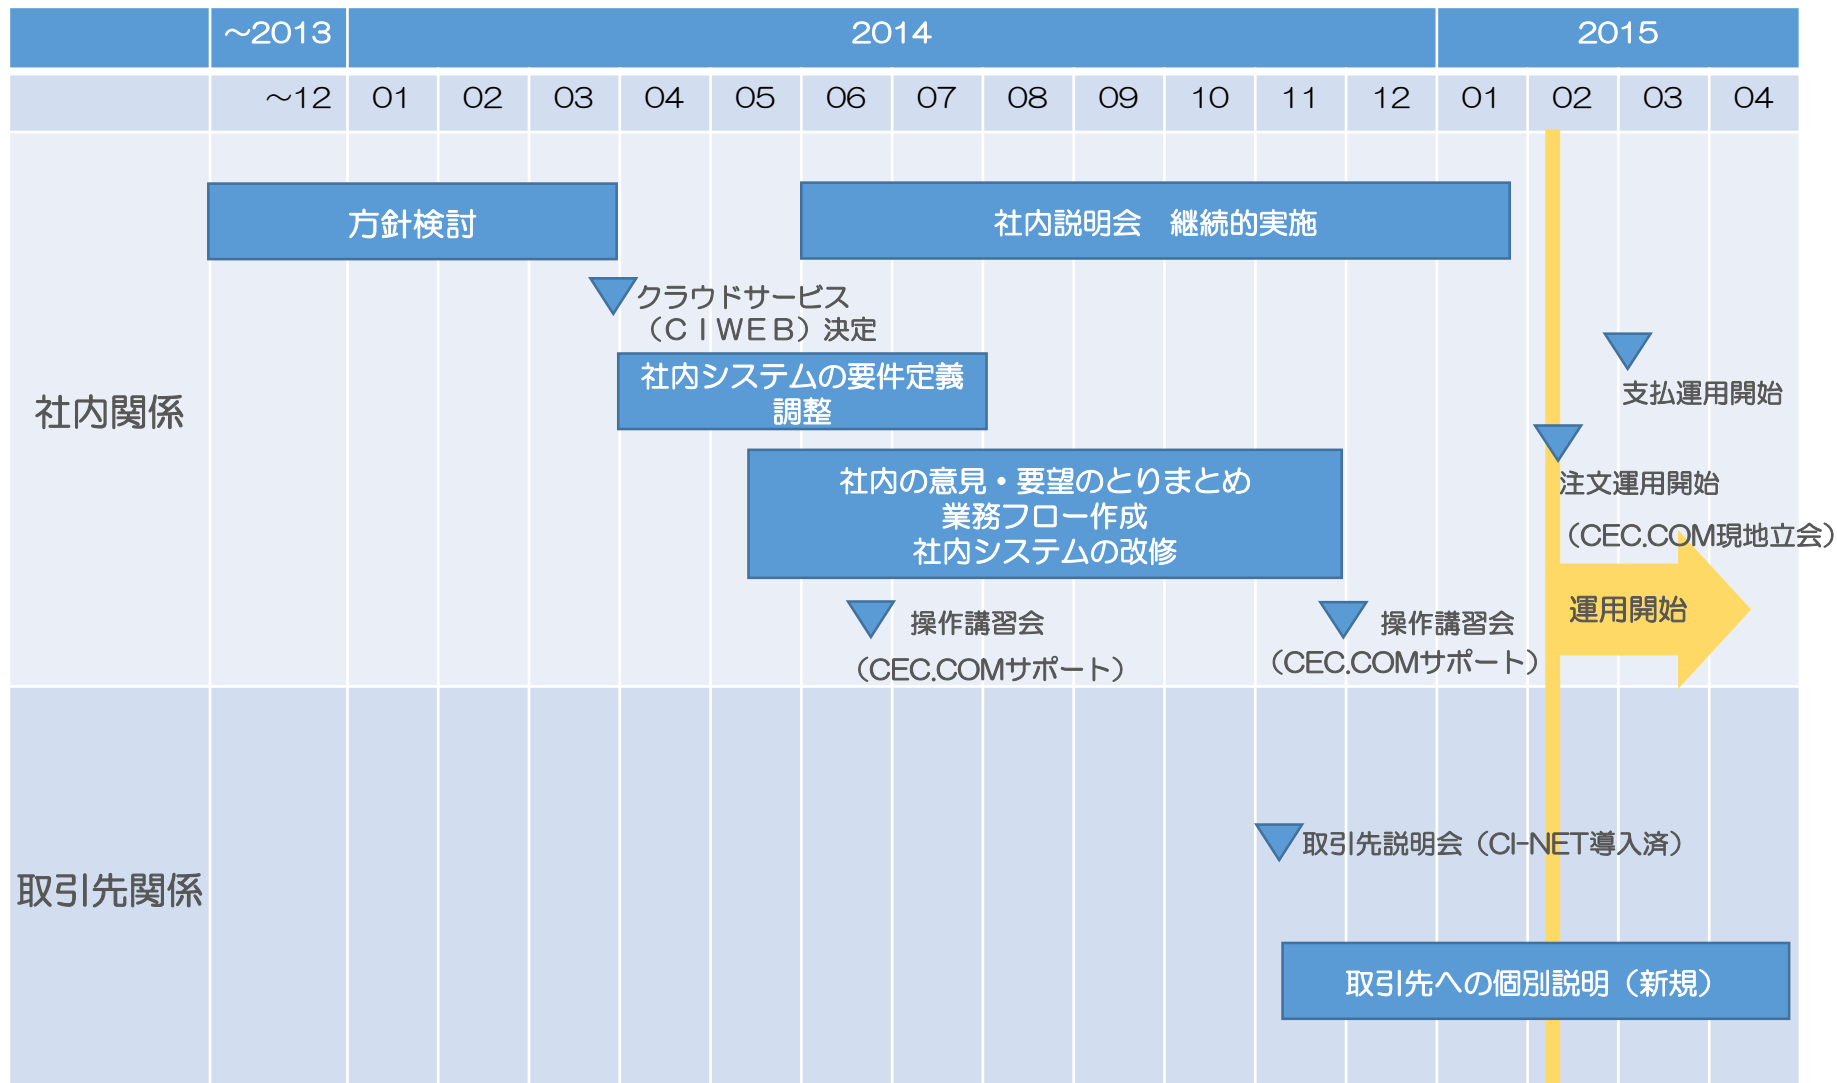 ～2013 2014 2015
～12 01 02 03 04 05 06 07 08 09 10 11 12 01 02 03 04
社内関係
方針検討
社内説明会　継続的実施
クラウドサービス
（ＣＩＷＥＢ）決定
社内システムの要件定義
調整
支払運用開始
社内の意見・要望のとりまとめ
業務フロー作成
社内システムの改修
注文運用開始
（CEC.COM現地立会）
運用開始
操作講習会
（CEC.COMサポート）
操作講習会
（CEC.COMサポート）
取引先関係
取引先説明会（CI-NET導入済）
取引先への個別説明（新規）